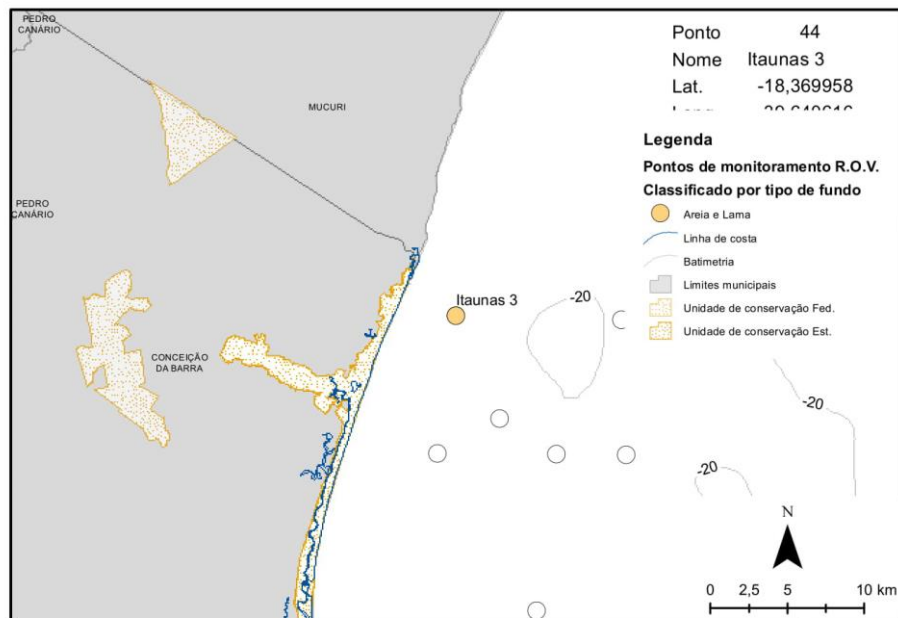 PEDRO
CANÁRIO
MUCURI
PEDRO
CANÁRIO
CONCEIÇÃO
DA BARRA
Itaunas 3
-20
-20
-20
Ponto 44
Nome Itaunas 3
Lat. -18,369958
Legenda
Pontos de monitoramento R.O.V.
Classificado por tipo de fundo
Areia e Lama
Linha de costa
Batimetria
Limites municipais
Unidade de conservação Fed.
Unidade de conservação Est.
N
0 2,5 5 10 km